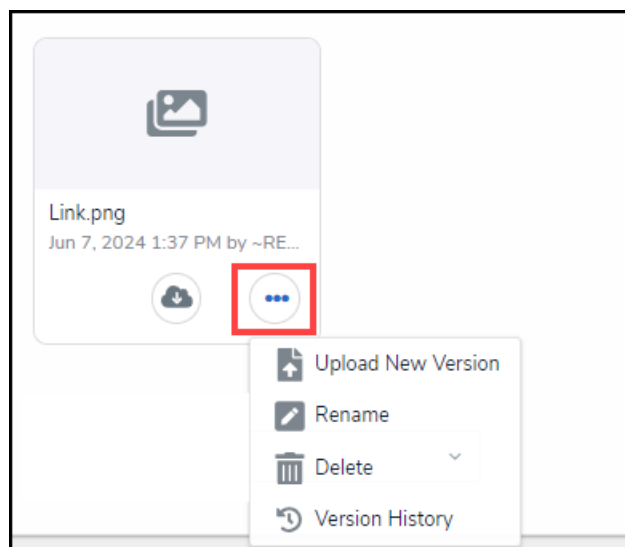 Link.png
Jun 7, 2024 1:37 PM by ~RE...
Upload New Version
Rename
Delete
Version History